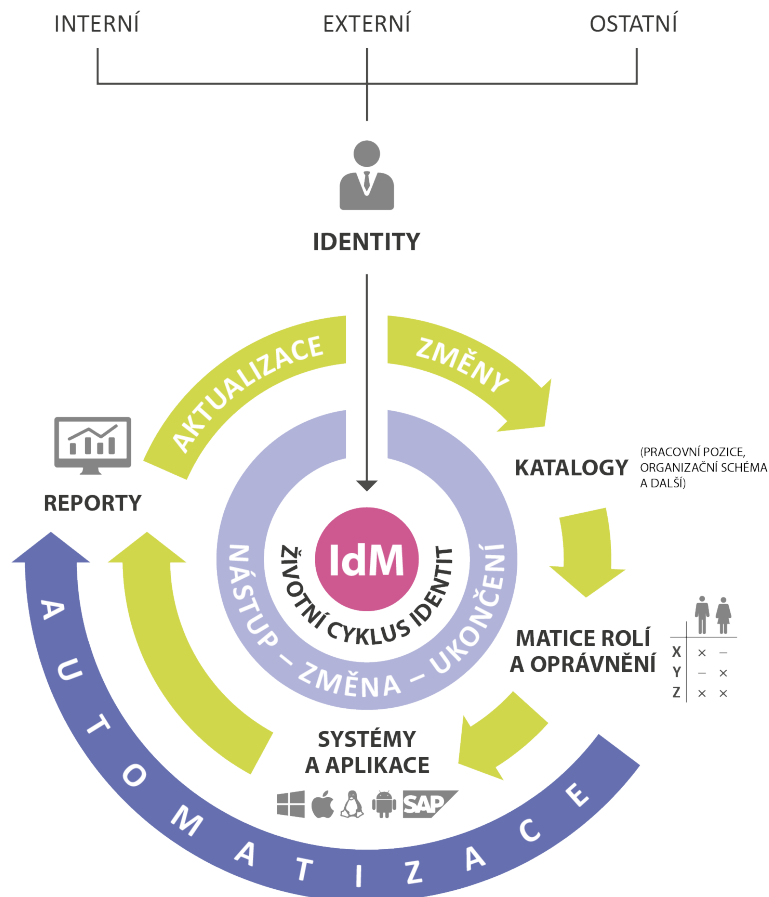 INTERNÍ
EXTERNÍ
OSTATNÍ
IDENTITY
AKTUALIZACE
ZMĚNY
REPORTY
KATALOGY
(PRACOVNÍ POZICE,
ORGANIZAČNÍ SCHÉMA
A DALŠÍ)
IdM
ŽIVOTNÍ CYKLUS IDENTIT
NÁSTUP – ZMĚNA – UKONČENÍ
MATICE ROLÍ
A OPRÁVNĚNÍ
X × –
Y – ×
Z × ×
SYSTÉMY
A APLIKACE
SAP
AUTOMATIZACE